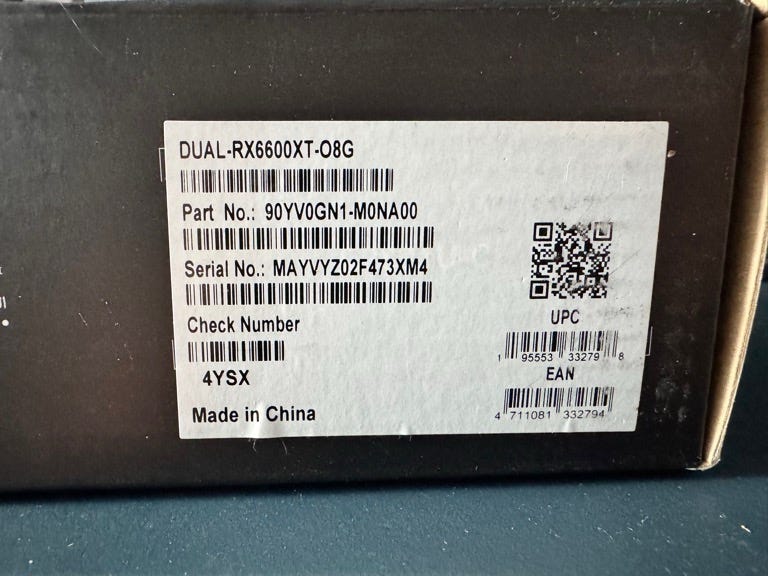 DUAL-RX6600XT-O8G
Part No.: 90YV0GN1-M0NA00
Serial No.: MAYVYZ02F473XM4
Check Number
4YSX
Made in China
UPC
1 95553 33279 8
EAN
4 711081 332794